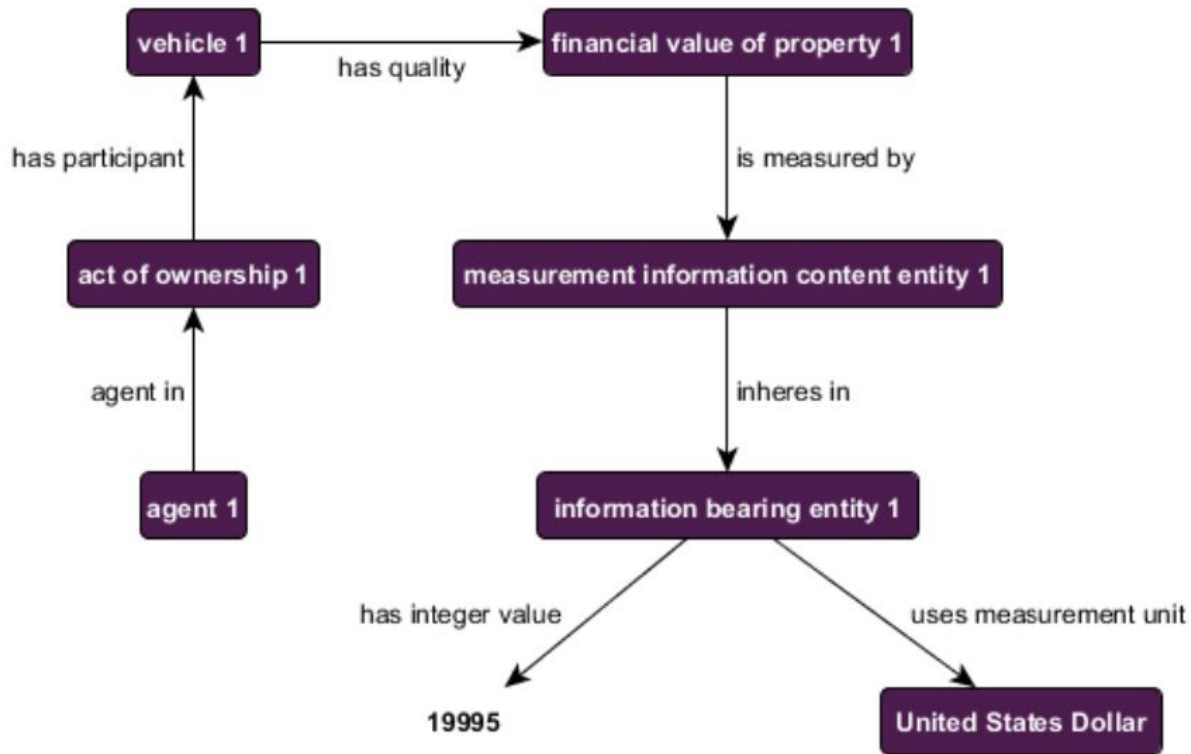 vehicle 1
has quality
financial value of property 1
has participant
is measured by
act of ownership 1
measurement information content entity 1
agent in
inheres in
agent 1
information bearing entity 1
has integer value
uses measurement unit
19995
United States Dollar